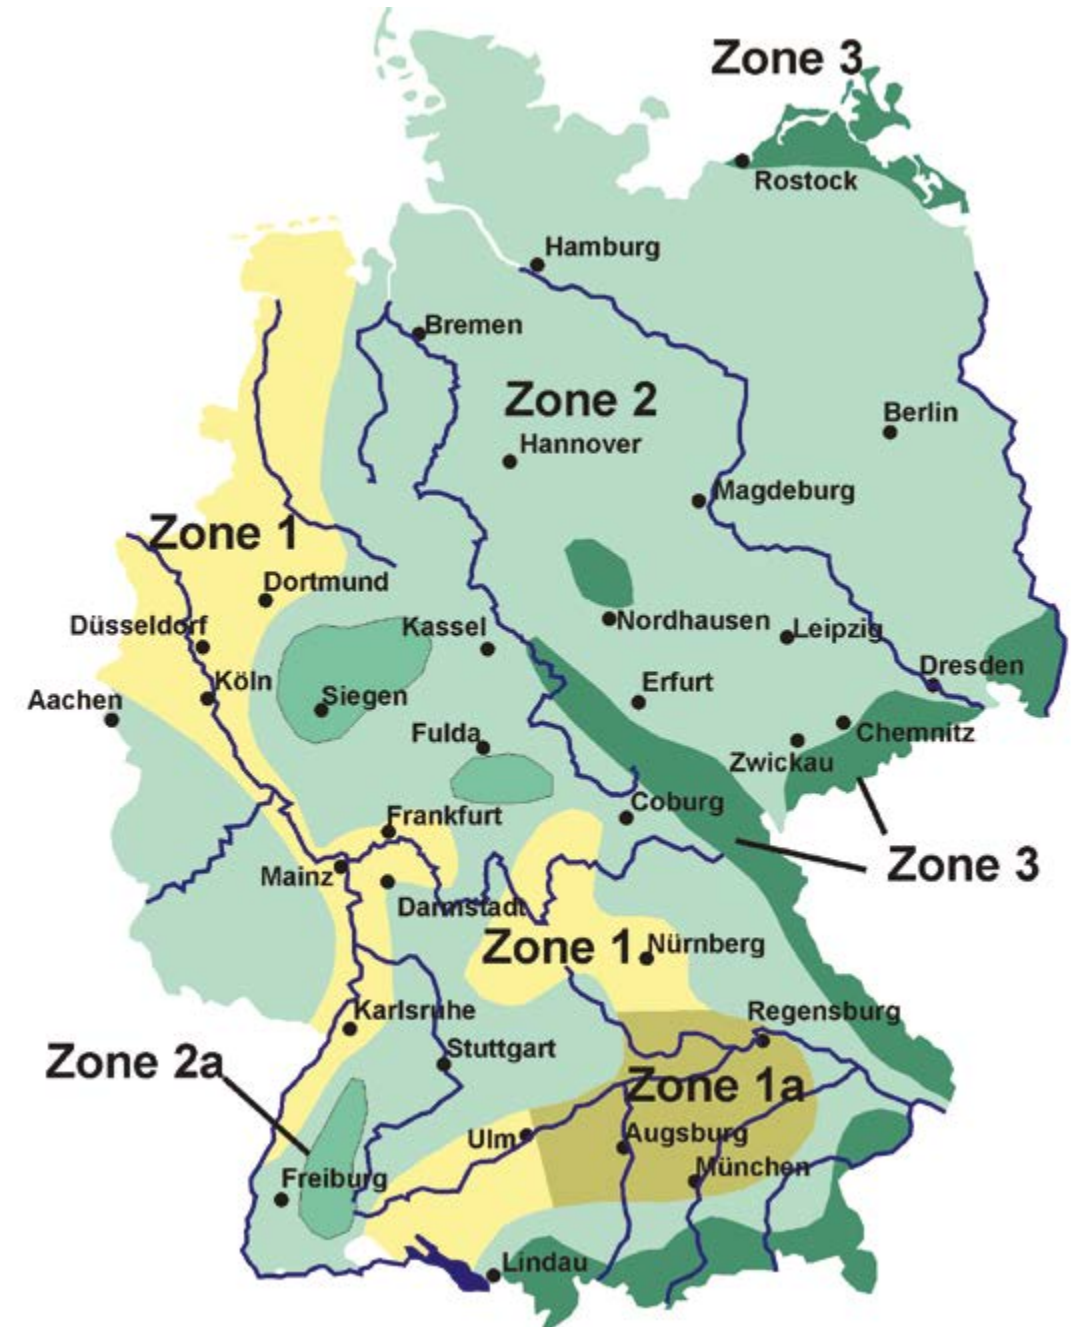 Zone 3
Rostock
Hamburg
Bremen
Zone 2
Berlin
Hannover
Magdeburg
Zone 1
Dortmund
Düsseldorf
Kassel
Nordhausen
Leipzig
Köln
Aachen
Siegen
Erfurt
Dresden
Fulda
Chemnitz
Zwickau
Coburg
Frankfurt
Zone 3
Mainz
Darmstadt
Zone 1
Nürnberg
Karlsruhe
Regensburg
Stuttgart
Zone 2a
Zone 1a
Ulm
Augsburg
München
Freiburg
Lindau